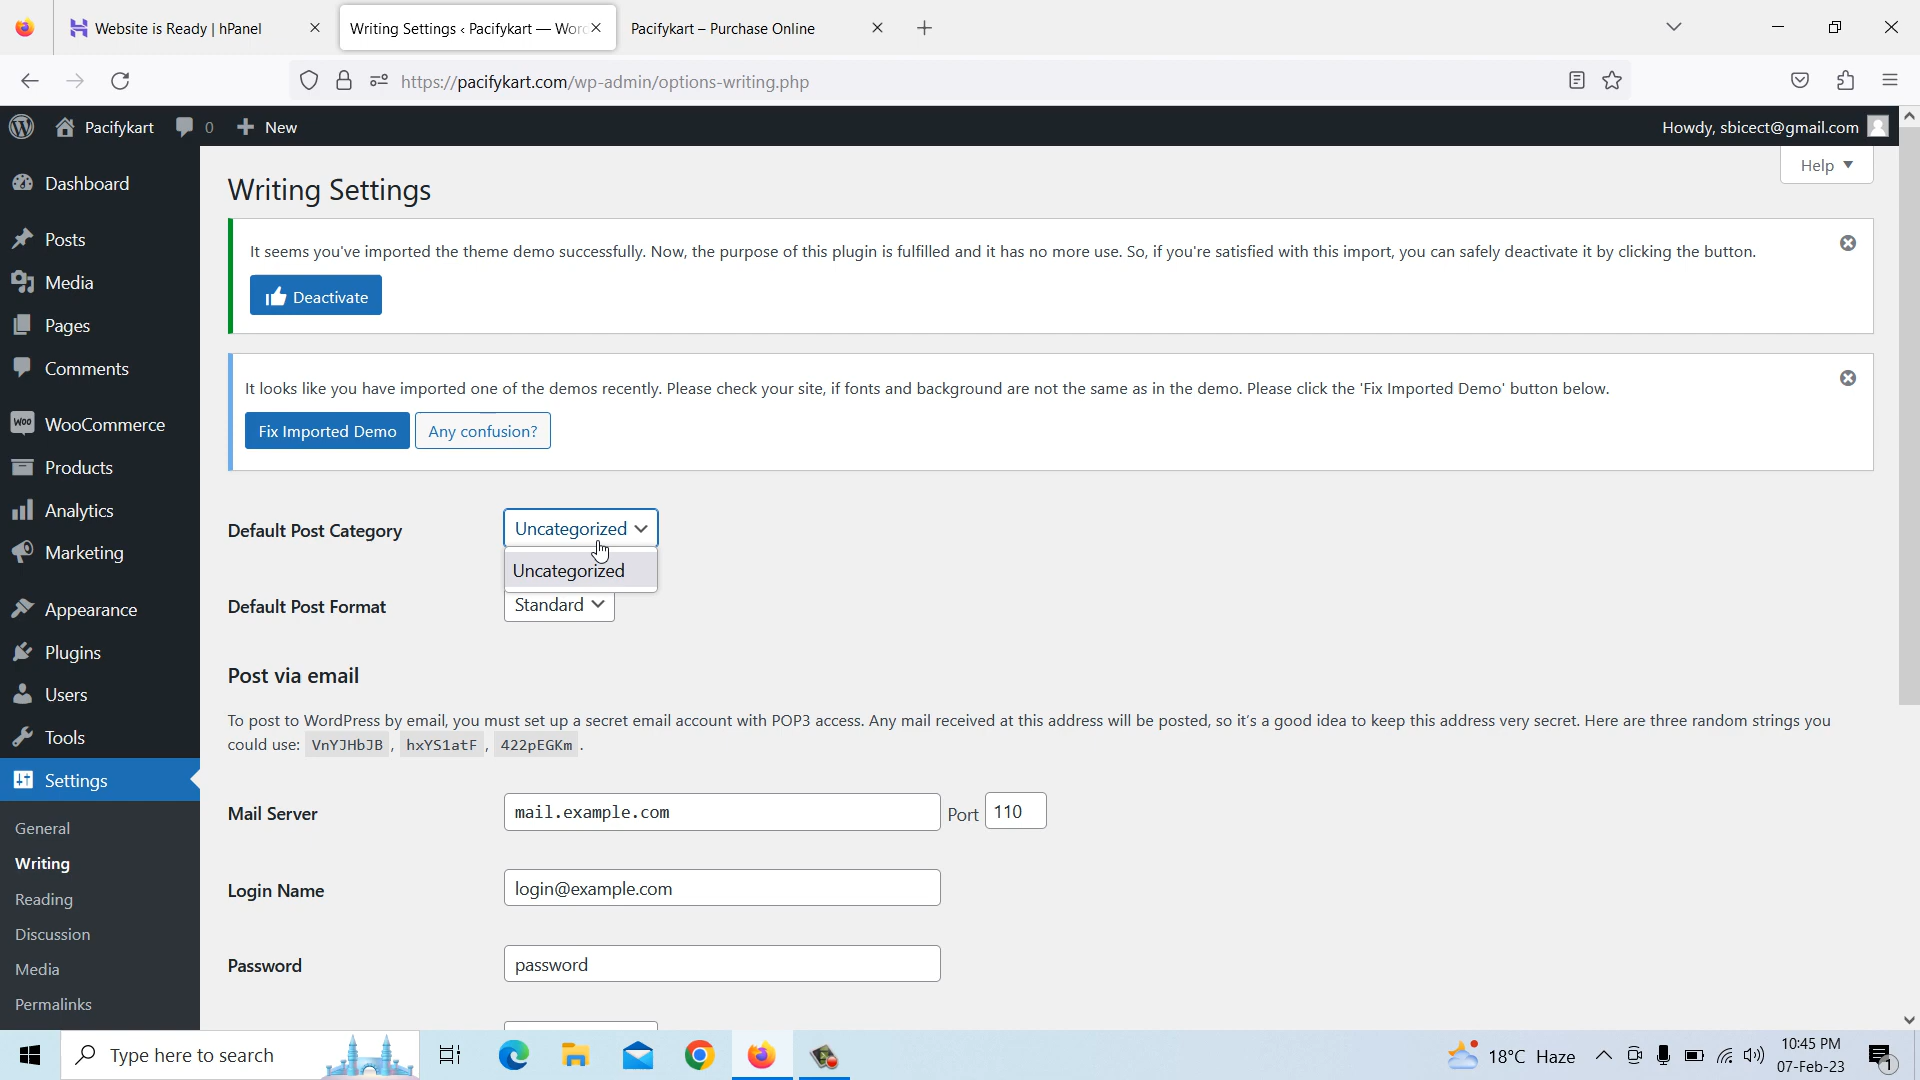 Website is Ready | hPanel
Writing Settings ‹ Pacifykart — Wor
Pacifykart – Purchase Online
https://pacifykart.com/wp-admin/options-writing.php
Pacifykart
0
New
Howdy, sbicect@gmail.com
Help
Dashboard
Posts
Media
Pages
Comments
WooCommerce
Products
Analytics
Marketing
Appearance
Plugins
Users
Tools
Settings
General
Writing
Reading
Discussion
Media
Permalinks
Writing Settings
It seems you've imported the theme demo successfully. Now, the purpose of this plugin is fulfilled and it has no more use. So, if you're satisfied with this import, you can safely deactivate it by clicking the button.
Deactivate
It looks like you have imported one of the demos recently. Please check your site, if fonts and background are not the same as in the demo. Please click the 'Fix Imported Demo' button below.
Fix Imported Demo
Any confusion?
Default Post Category
Uncategorized
Uncategorized
Default Post Format
Standard
Post via email
To post to WordPress by email, you must set up a secret email account with POP3 access. Any mail received at this address will be posted, so it's a good idea to keep this address very secret. Here are three random strings you
could use: VnYJHbJB , hxYS1atF , 422pEGKm .
Mail Server
mail.example.com
Port
110
Login Name
login@example.com
Password
password
Type here to search
18°C Haze
10:45 PM
07-Feb-23
1